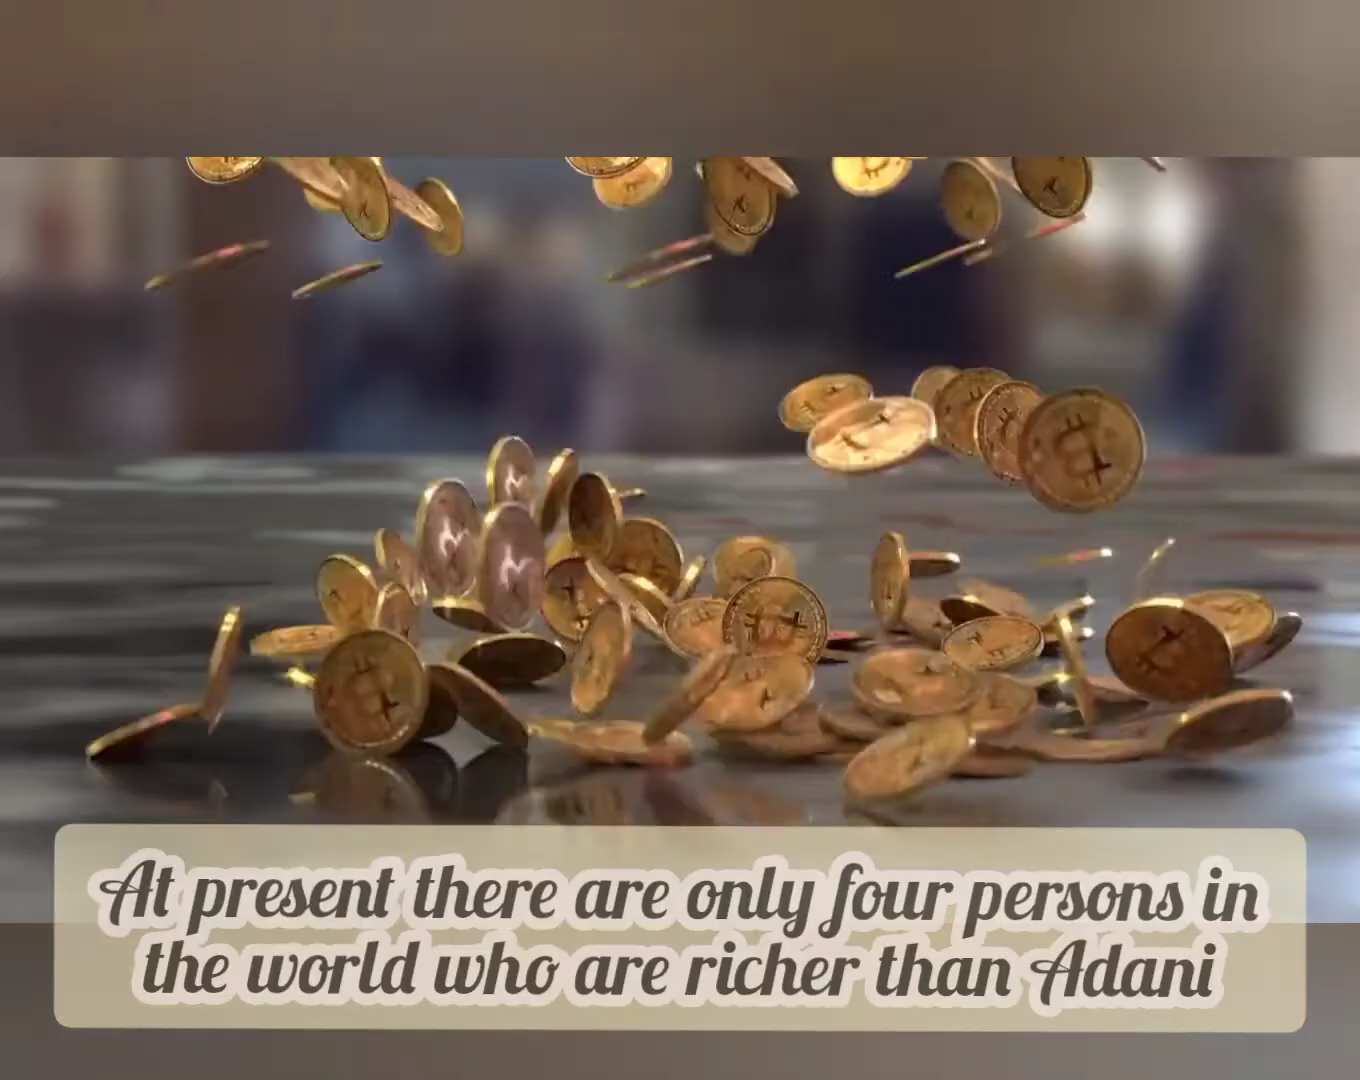 At present there are only four persons in
the world who are richer than Adani